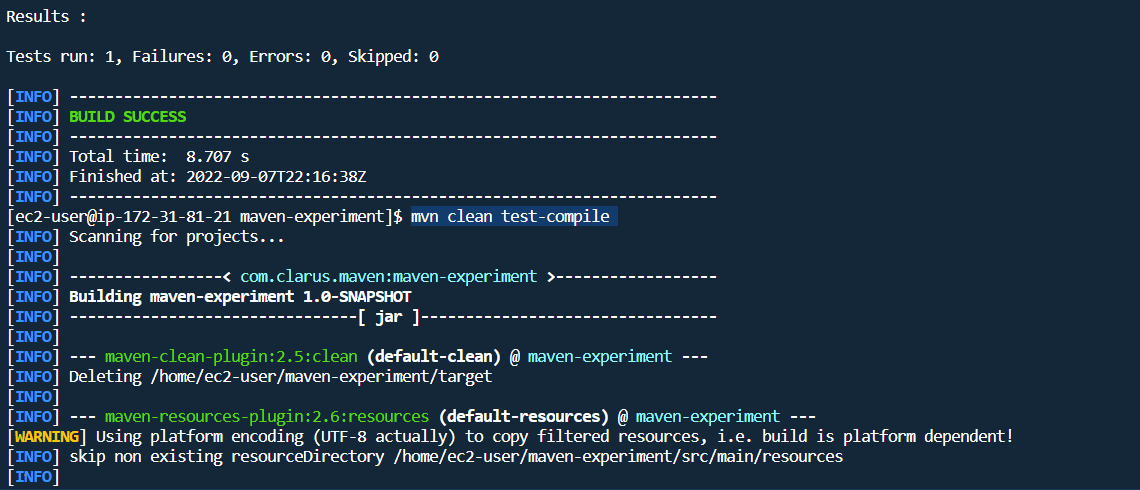 Results :
Tests run: 1, Failures: 0, Errors: 0, Skipped: 0
[INFO] ------------------------------------------------------------------------
[INFO] BUILD SUCCESS
[INFO] ------------------------------------------------------------------------
[INFO] Total time:  8.707 s
[INFO] Finished at: 2022-09-07T22:16:38Z
[INFO] ------------------------------------------------------------------------
[ec2-user@ip-172-31-81-21 maven-experiment]$ mvn clean test-compile
[INFO] Scanning for projects...
[INFO]
[INFO] -----------------< com.clarus.maven:maven-experiment >------------------
[INFO] Building maven-experiment 1.0-SNAPSHOT
[INFO] --------------------------------[ jar ]---------------------------------
[INFO]
[INFO] --- maven-clean-plugin:2.5:clean (default-clean) @ maven-experiment ---
[INFO] Deleting /home/ec2-user/maven-experiment/target
[INFO]
[INFO] --- maven-resources-plugin:2.6:resources (default-resources) @ maven-experiment ---
[WARNING] Using platform encoding (UTF-8 actually) to copy filtered resources, i.e. build is platform dependent!
[INFO] skip non existing resourceDirectory /home/ec2-user/maven-experiment/src/main/resources
[INFO]